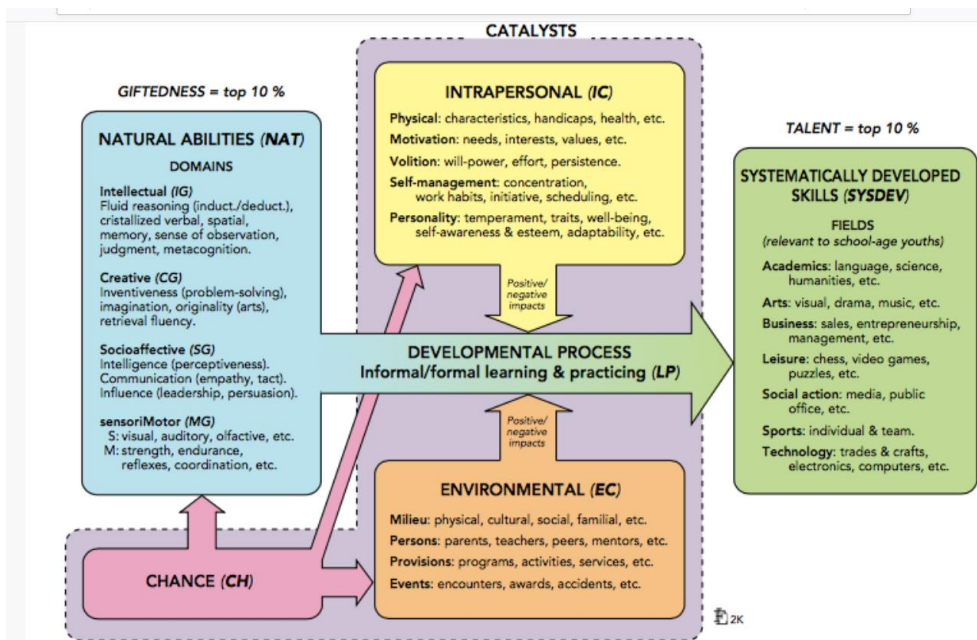 CATALYSTS
GIFTEDNESS = top 10 %
NATURAL ABILITIES (NAT)
DOMAINS
Intellectual (IG)
Fluid reasoning (induct./deduct.),
cristallized verbal, spatial,
memory, sense of observation,
judgment, metacognition.
Creative (CG)
Inventiveness (problem-solving),
imagination, originality (arts),
retrieval fluency.
Socioaffective (SG)
Intelligence (perceptiveness).
Communication (empathy, tact).
Influence (leadership, persuasion).
sensoriMotor (MG)
S: visual, auditory, olfactive, etc.
M: strength, endurance,
reflexes, coordination, etc.
INTRAPERSONAL (IC)
Physical: characteristics, handicaps, health, etc.
Motivation: needs, interests, values, etc.
Volition: will-power, effort, persistence.
Self-management: concentration,
work habits, initiative, scheduling, etc.
Personality: temperament, traits, well-being,
self-awareness & esteem, adaptability, etc.
Positive/
negative
impacts
DEVELOPMENTAL PROCESS
Informal/formal learning & practicing (LP)
Positive/
negative
impacts
ENVIRONMENTAL (EC)
Milieu: physical, cultural, social, familial, etc.
Persons: parents, teachers, peers, mentors, etc.
Provisions: programs, activities, services, etc.
Events: encounters, awards, accidents, etc.
CHANCE (CH)
TALENT = top 10 %
SYSTEMATICALLY DEVELOPED
SKILLS (SYSDEV)
FIELDS
(relevant to school-age youths)
Academics: language, science,
humanities, etc.
Arts: visual, drama, music, etc.
Business: sales, entrepreneurship,
management, etc.
Leisure: chess, video games,
puzzles, etc.
Social action: media, public
office, etc.
Sports: individual & team.
Technology: trades & crafts,
electronics, computers, etc.
2K